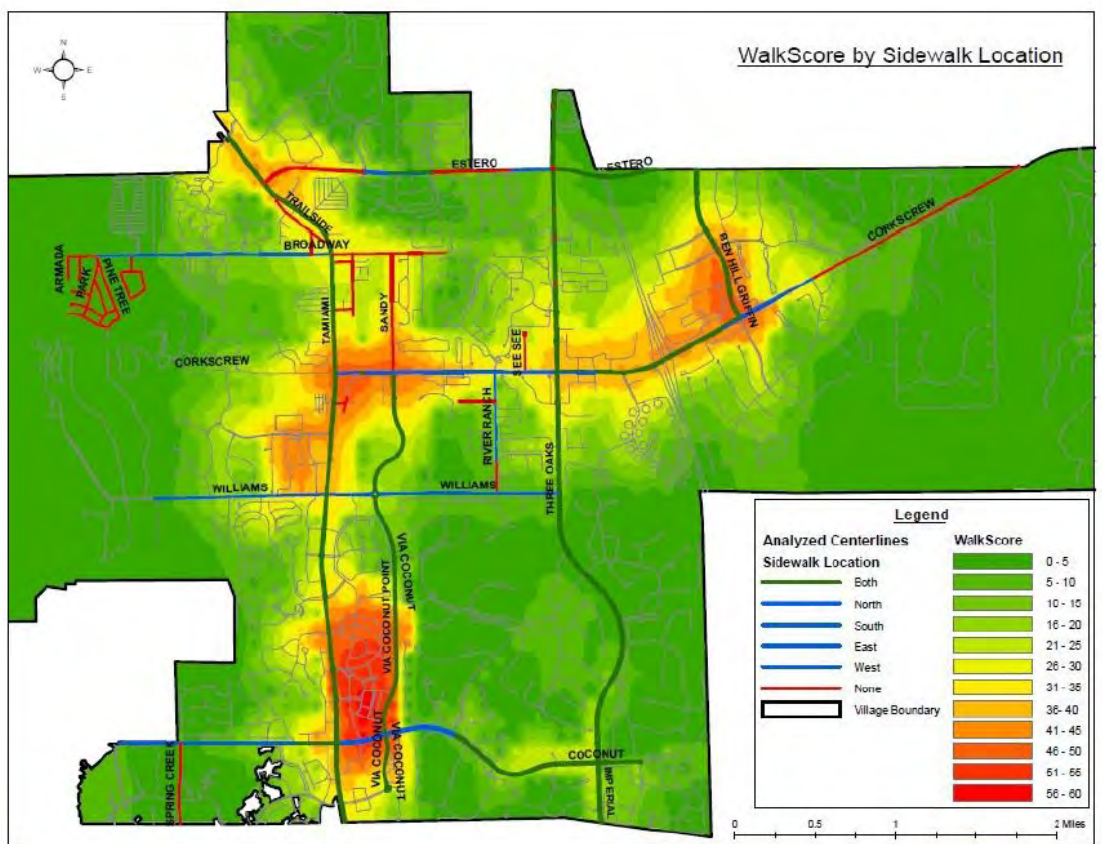 WalkScore by Sidewalk Location
N
W E
S
ESTERO
ESTERO
CORKSCREW
TRAILSIDE
BROADWAY
BEN HILL GRIFFIN
ARMADA
PARK
PINE TREE
TAMIAMI
SANDY
SEE SEE
CORKSCREW
RIVER RANCH
THREE OAKS
WILLIAMS
WILLIAMS
VIA COCONUT
VIA COCONUT POINT
VIA COCONUT
VIA COCONUT
COCONUT
IMPERIAL
SPRING CREEK
Legend
Analyzed Centerlines
Sidewalk Location
Both
North
South
East
West
None
Village Boundary
WalkScore
0 - 5
5 - 10
10 - 15
16 - 20
21 - 25
26 - 30
31 - 35
36- 40
41 - 45
46 - 50
51 - 55
56 - 60
0 0.5 1 2 Miles